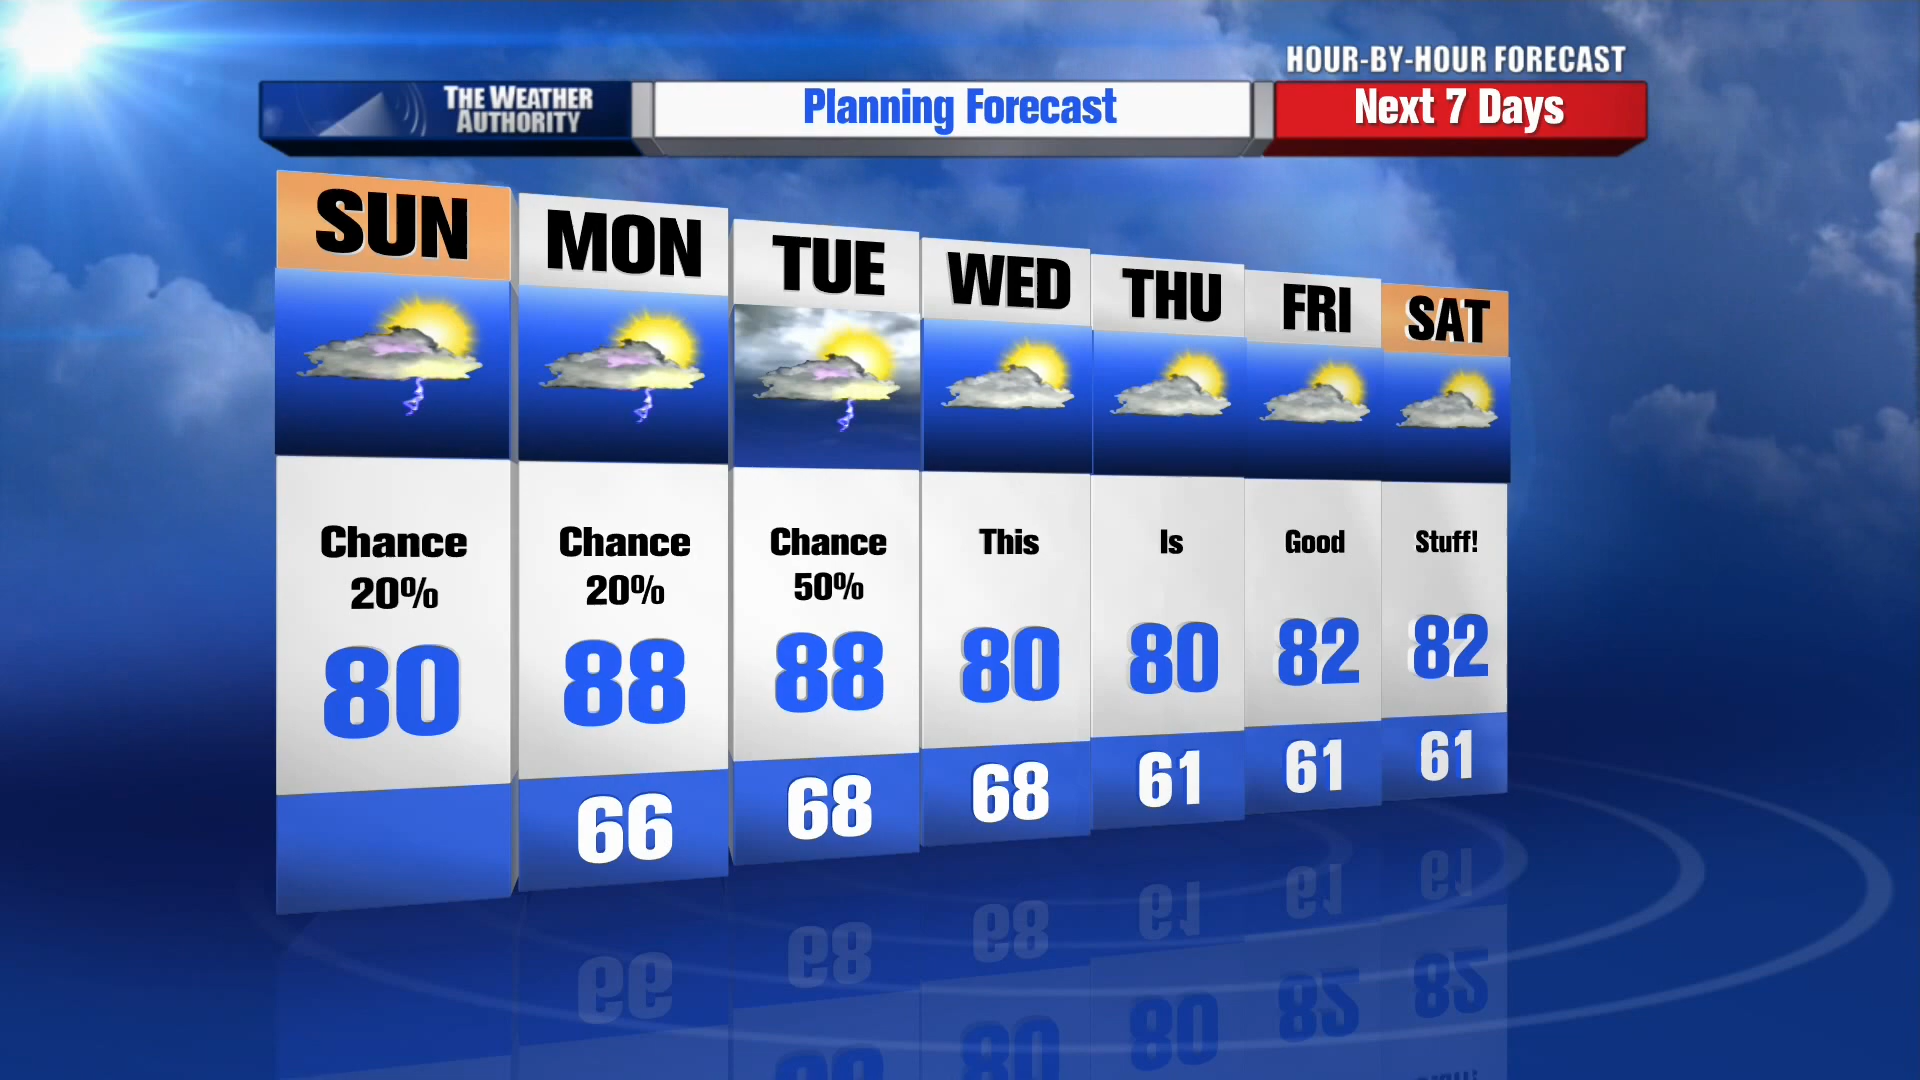 HOUR-BY-HOUR FORECAST
THE WEATHER
AUTHORITY
Planning Forecast
Next 7 Days
SUN
MON
TUE
WED
THU
FRI
SAT
Chance
20%
Chance
20%
Chance
50%
This
Is
Good
Stuff!
80
88
88
80
80
82
82
66
68
68
61
61
61